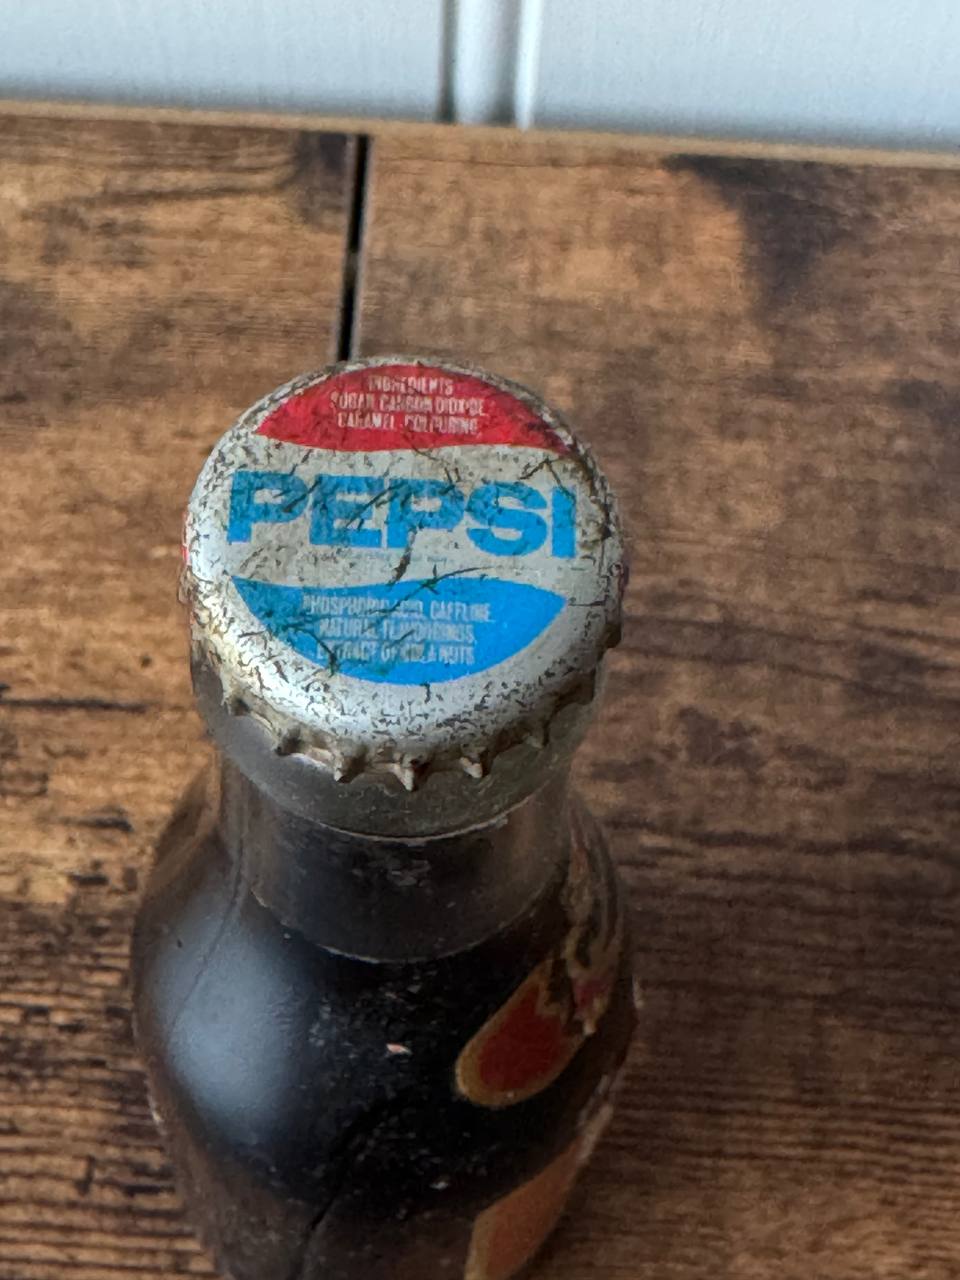 INGREDIENTS
SUGAR, CARBON DIOXIDE,
CARAMEL COLOURING
PEPSI
PHOSPHORIC ACID, CAFFEINE,
NATURAL FLAVOURINGS,
EXTRACT OF COLA NUTS